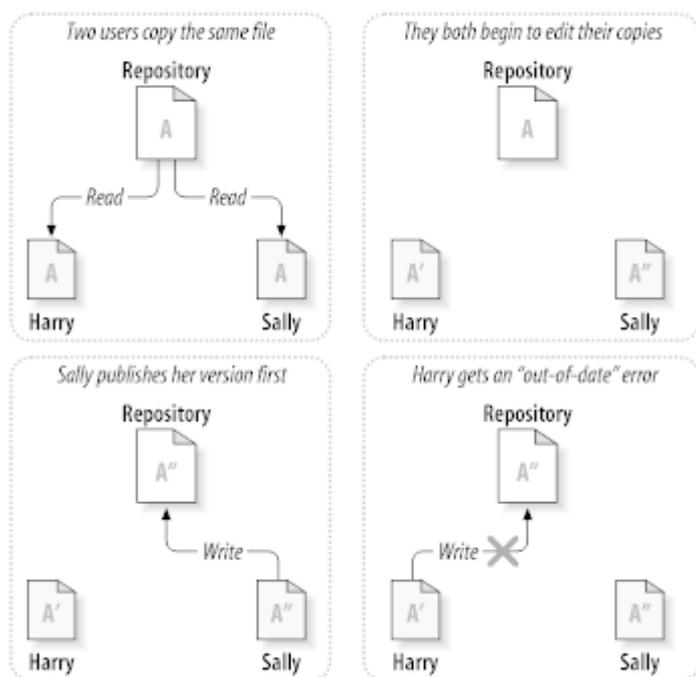 Two users copy the same file
Repository
A
Read
Read
A
A
Harry
Sally
They both begin to edit their copies
Repository
A
A'
A"
Harry
Sally
Sally publishes her version first
Repository
A"
Write
A'
A"
Harry
Sally
Harry gets an "out-of-date" error
Repository
A"
Write
A'
A"
Harry
Sally